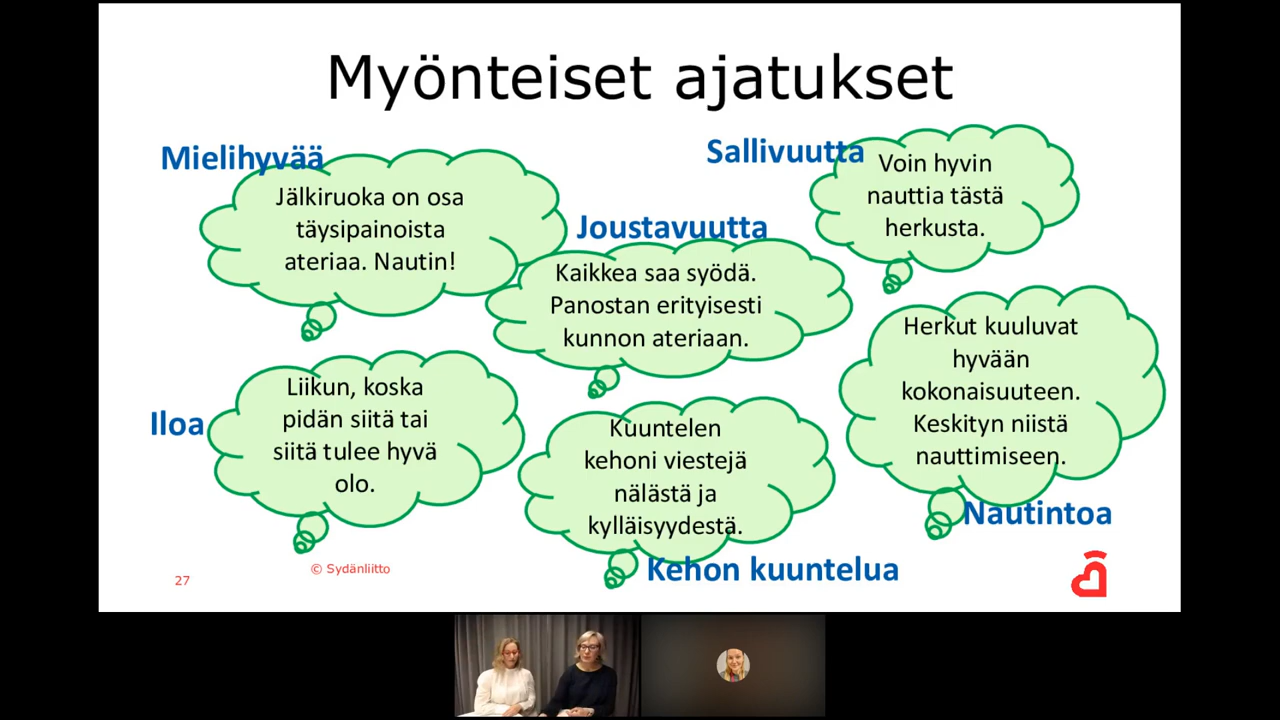 Myönteiset ajatukset
Mielihyvää
Jälkiruoka on osa
täysipainoista
ateriaa. Nautin!
Sallivuutta
Voin hyvin
nauttia tästä
herkusta.
Joustavuutta
Kaikkea saa syödä.
Panostan erityisesti
kunnon ateriaan.
Herkut kuuluvat
hyvään
kokonaisuuteen.
Keskityn niistä
nauttimiseen.
Nautintoa
Iloa
Liikun, koska
pidän siitä tai
siitä tulee hyvä
olo.
Kuuntelen
kehoni viestejä
nälästä ja
kylläisyydestä.
Kehon kuuntelua
27
© Sydänliitto